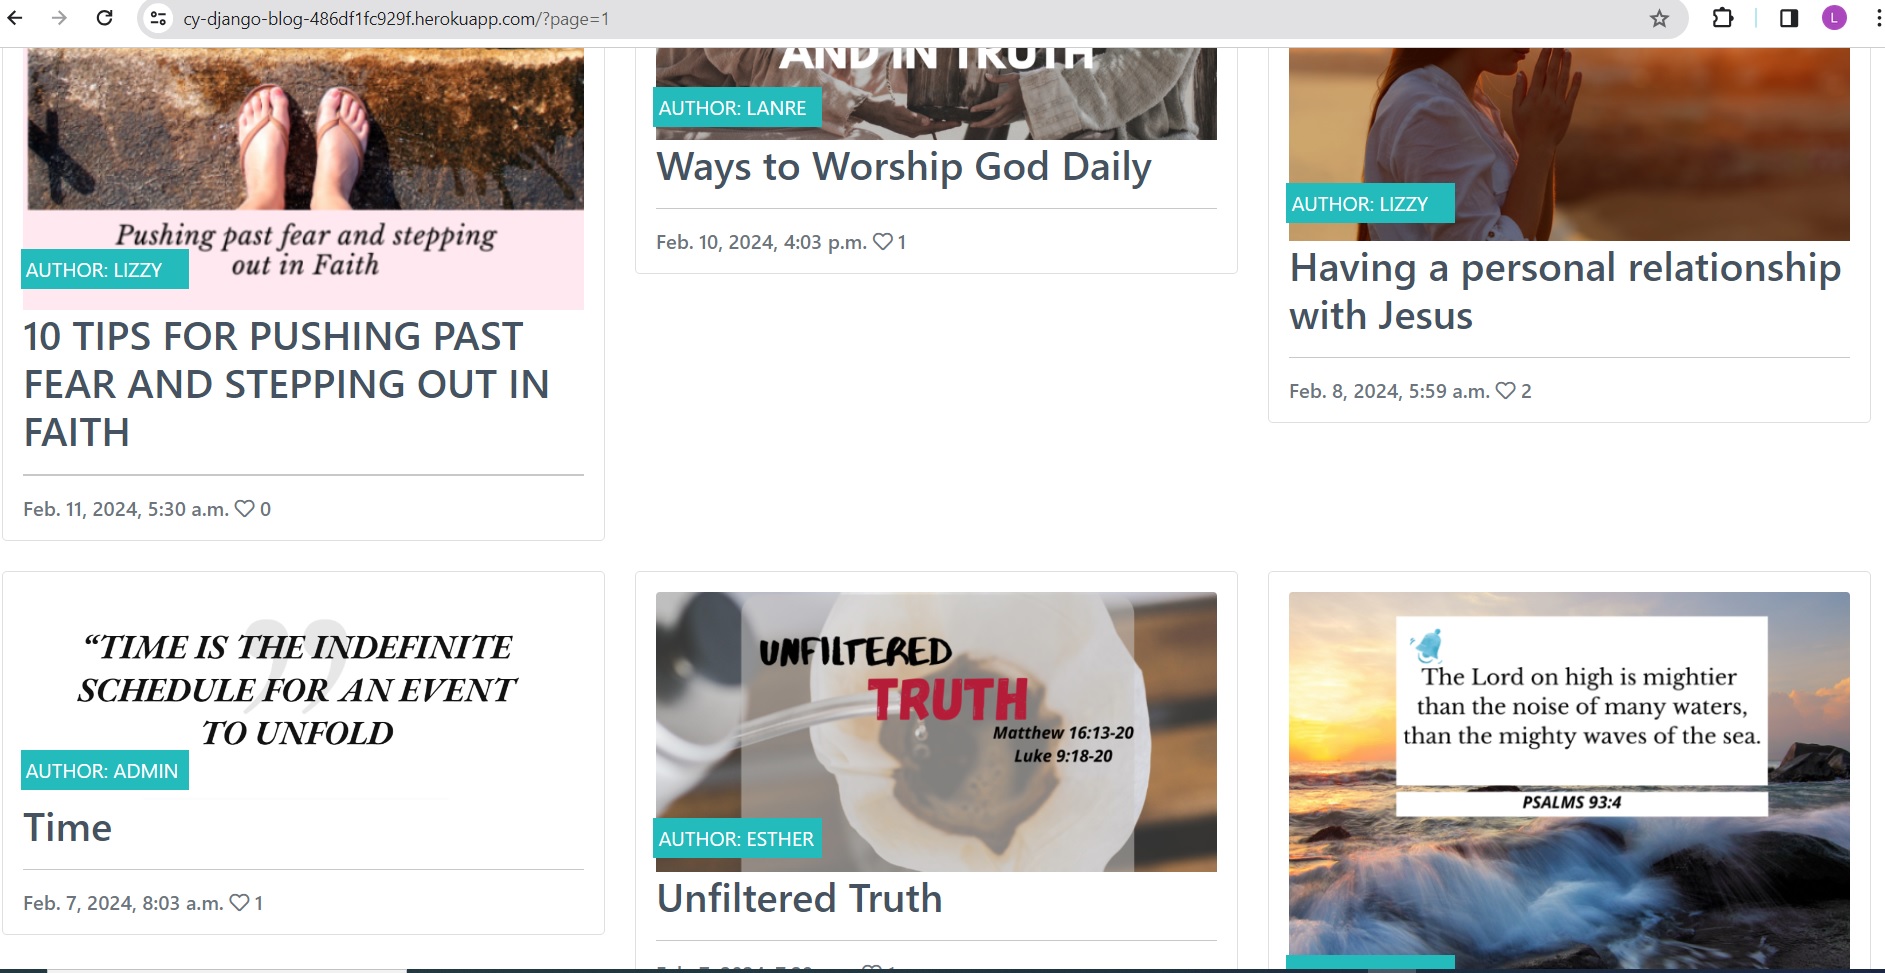 cy-django-blog-486df1fc929f.herokuapp.com/?page=1
L
Pushing past fear and stepping
out in Faith
AUTHOR: LIZZY
10 TIPS FOR PUSHING PAST
FEAR AND STEPPING OUT IN
FAITH
Feb. 11, 2024, 5:30 a.m. 0
AND IN TRUTH
AUTHOR: LANRE
Ways to Worship God Daily
Feb. 10, 2024, 4:03 p.m. 1
AUTHOR: LIZZY
Having a personal relationship
with Jesus
Feb. 8, 2024, 5:59 a.m. 2
“TIME IS THE INDEFINITE
SCHEDULE FOR AN EVENT
TO UNFOLD
AUTHOR: ADMIN
Time
Feb. 7, 2024, 8:03 a.m. 1
UNFILTERED
TRUTH
Matthew 16:13-20
Luke 9:18-20
AUTHOR: ESTHER
Unfiltered Truth
The Lord on high is mightier
than the noise of many waters,
than the mighty waves of the sea.
PSALMS 93:4